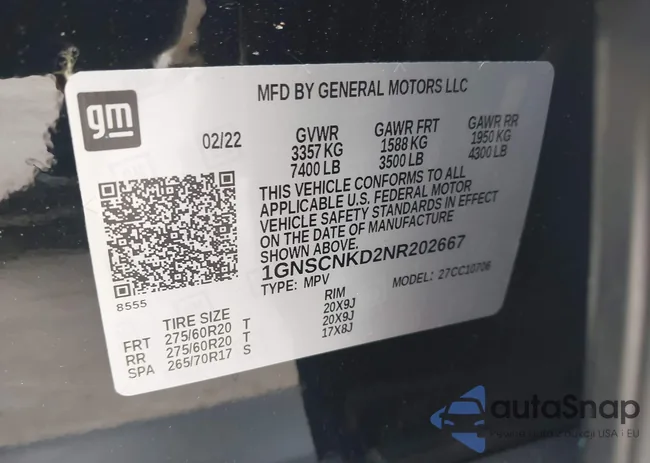 gm
MFD BY GENERAL MOTORS LLC
02/22
GVWR
3357 KG
7400 LB
GAWR FRT
1588 KG
3500 LB
GAWR RR
1950 KG
4300 LB
THIS VEHICLE CONFORMS TO ALL
APPLICABLE U.S. FEDERAL MOTOR
VEHICLE SAFETY STANDARDS IN EFFECT
ON THE DATE OF MANUFACTURE
SHOWN ABOVE.
1GNSCNKD2NR202667
TYPE: MPV
MODEL: 27CC10706
8555
TIRE SIZE
RIM
FRT 275/60R20 T 20X9J
RR 275/60R20 T 20X9J
SPA 265/70R17 S 17X8J
autoSnap
USA i EU